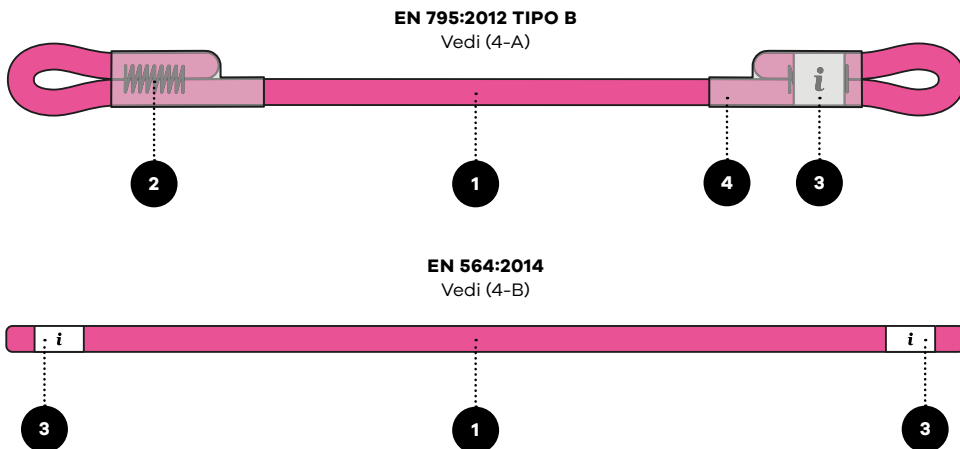 EN 795:2012 TIPO B
Vedi (4-A)
i
2
1
4
3
EN 564:2014
Vedi (4-B)
i
i
3
1
3